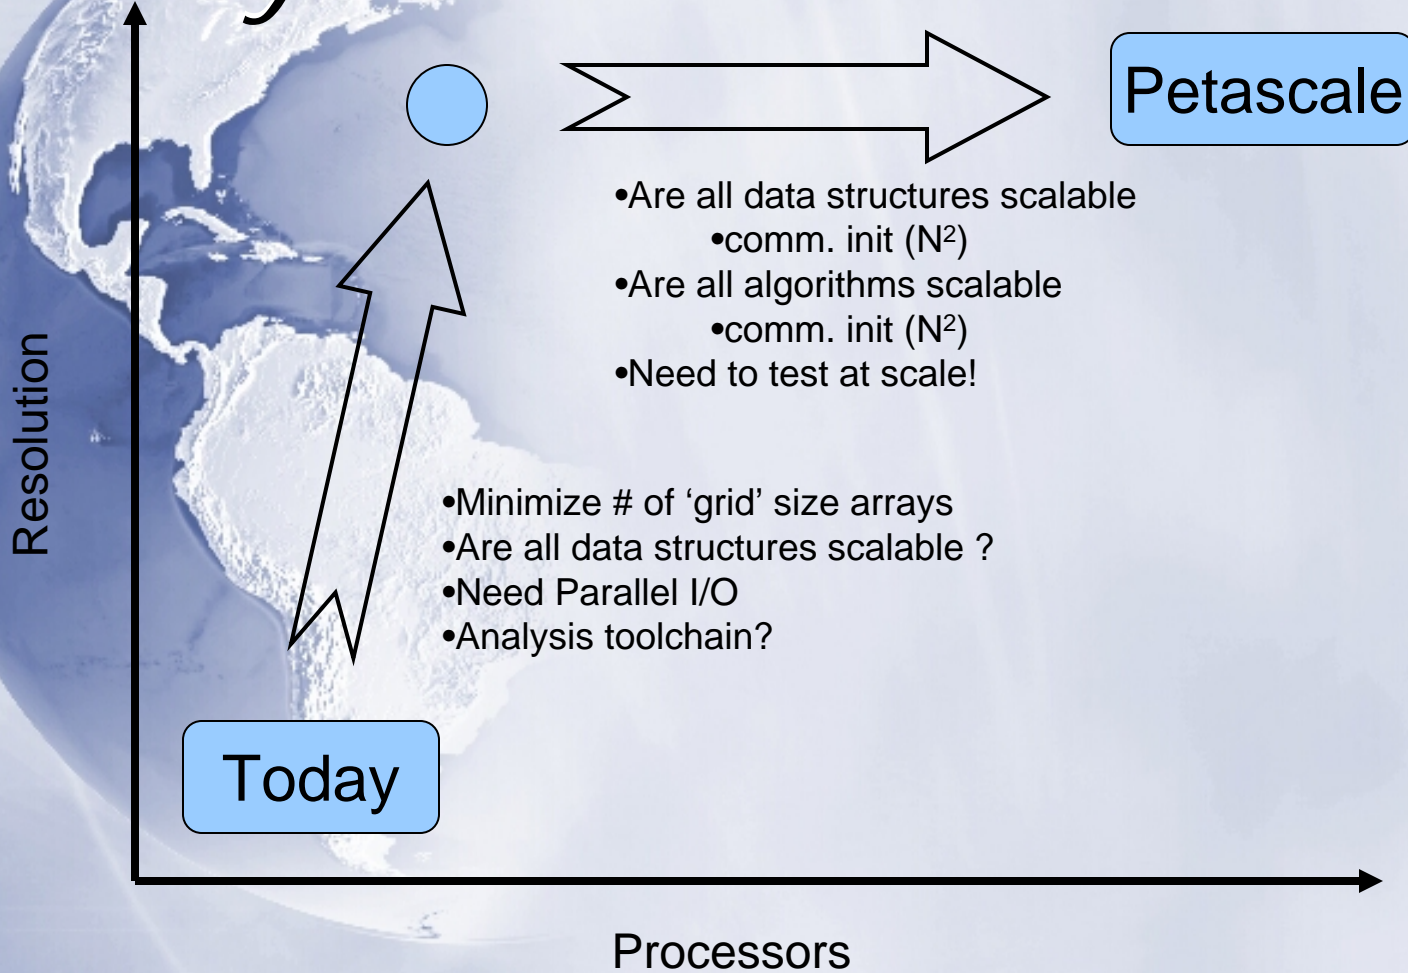 Petascale
•Are all data structures scalable
•comm. init (N²)
•Are all algorithms scalable
•comm. init (N²)
•Need to test at scale!
Resolution
•Minimize # of ‘grid’ size arrays
•Are all data structures scalable ?
•Need Parallel I/O
•Analysis toolchain?
Today
Processors